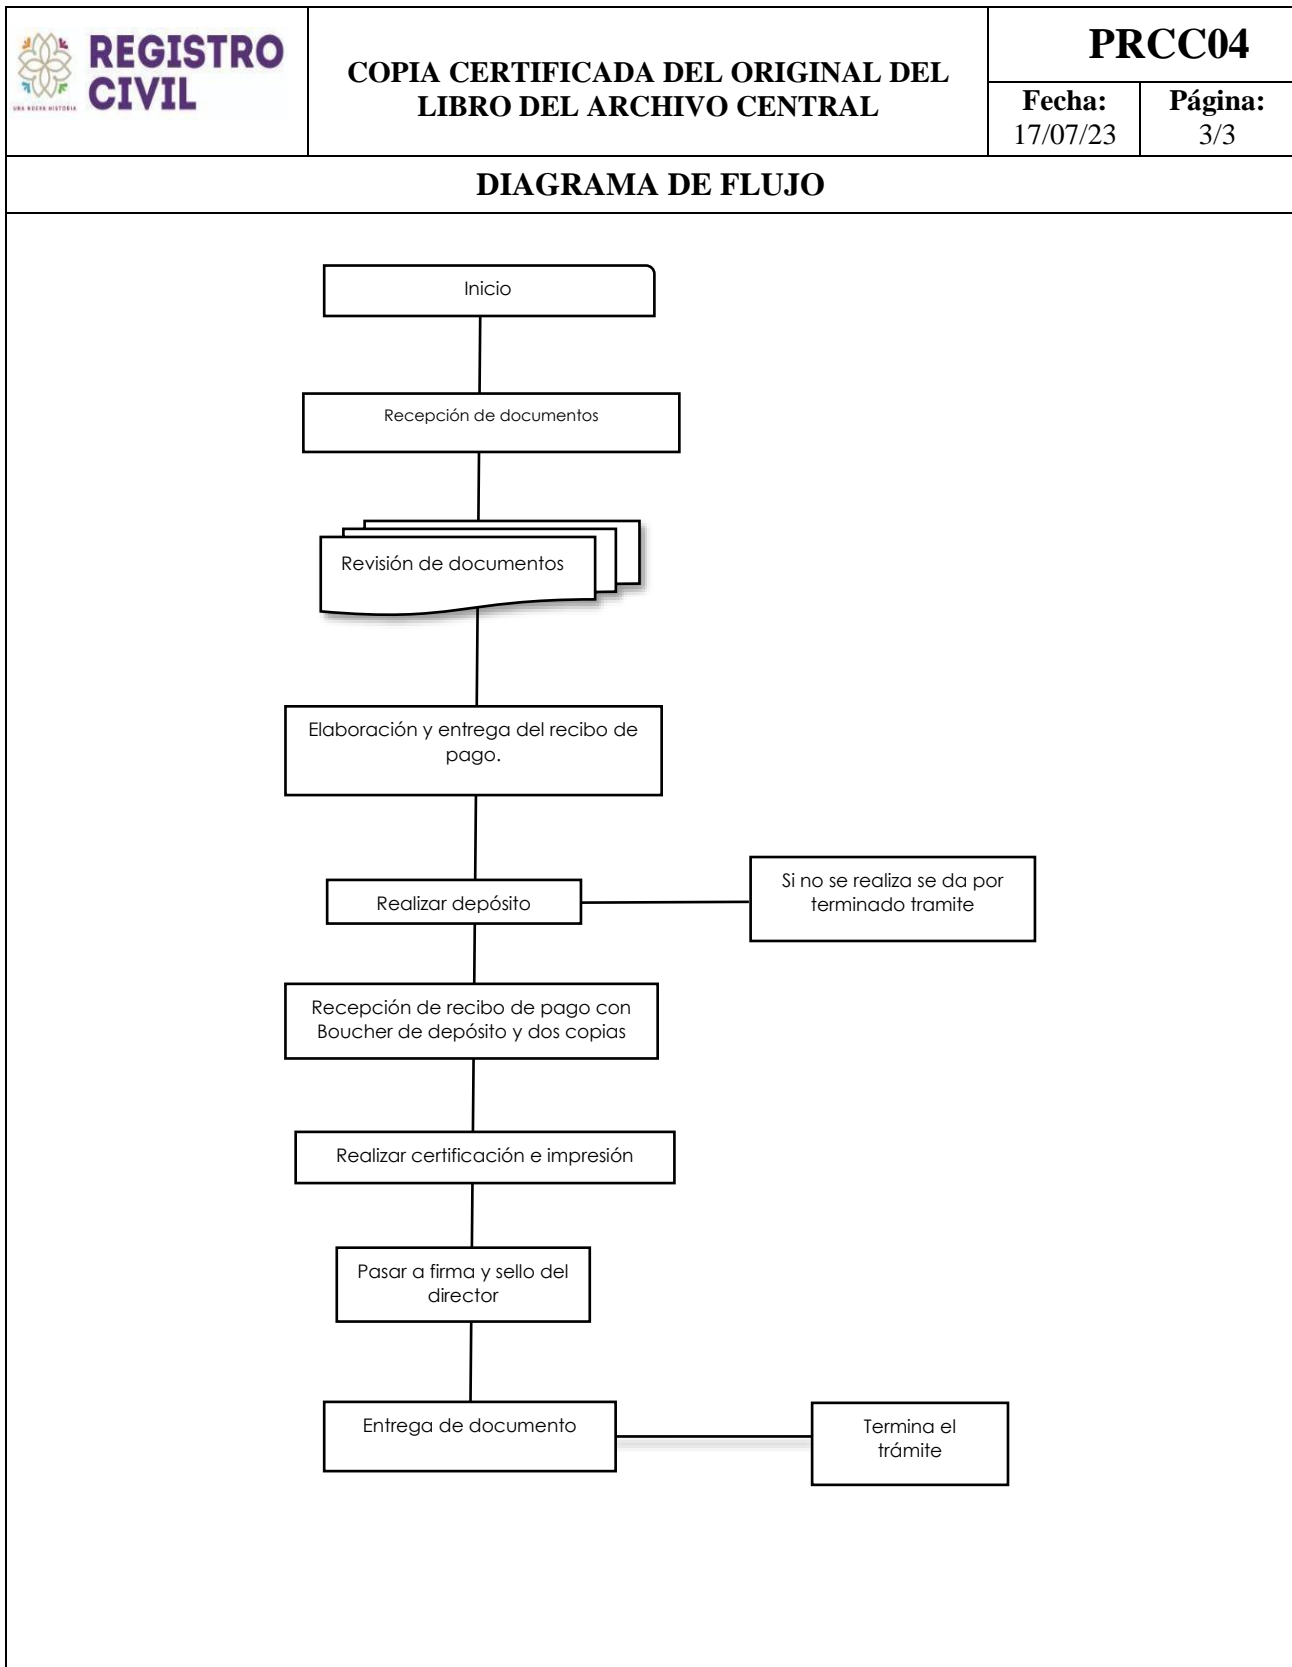 REGISTRO
CIVIL
UNA NUEVA HISTORIA
COPIA CERTIFICADA DEL ORIGINAL DEL
LIBRO DEL ARCHIVO CENTRAL
PRCC04
Fecha:
17/07/23
Página:
3/3
DIAGRAMA DE FLUJO
Inicio
Recepción de documentos
Revisión de documentos
Elaboración y entrega del recibo de
pago.
Realizar depósito
Si no se realiza se da por
terminado tramite
Recepción de recibo de pago con
Boucher de depósito y dos copias
Realizar certificación e impresión
Pasar a firma y sello del
director
Entrega de documento
Termina el
trámite